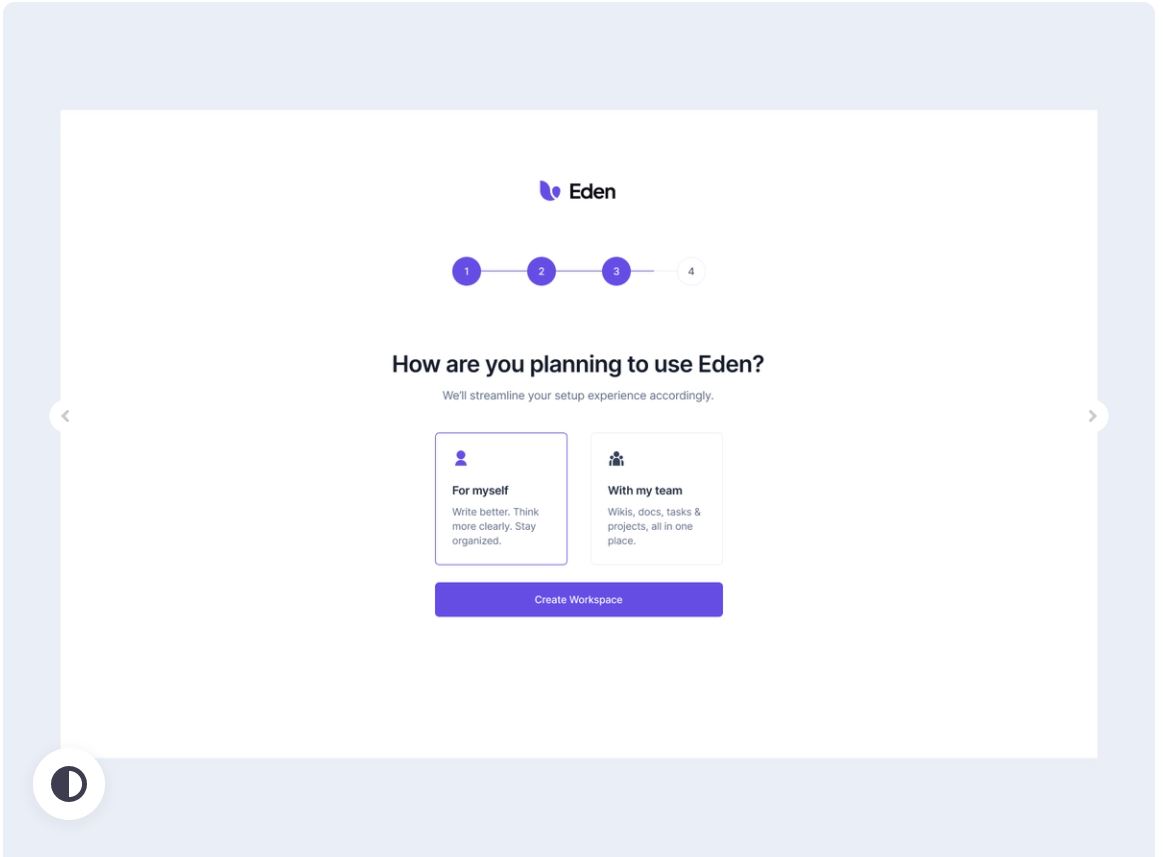 Eden
1 2 3 4
How are you planning to use Eden?
We'll streamline your setup experience accordingly.
For myself
Write better. Think
more clearly. Stay
organized.
With my team
Wikis, docs, tasks &
projects, all in one
place.
Create Workspace